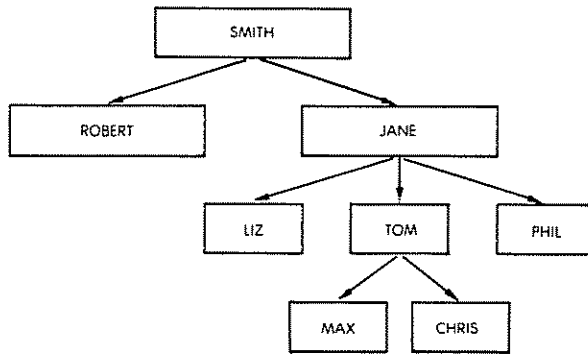 SMITH
ROBERT
JANE
LIZ
TOM
PHIL
MAX
CHRIS